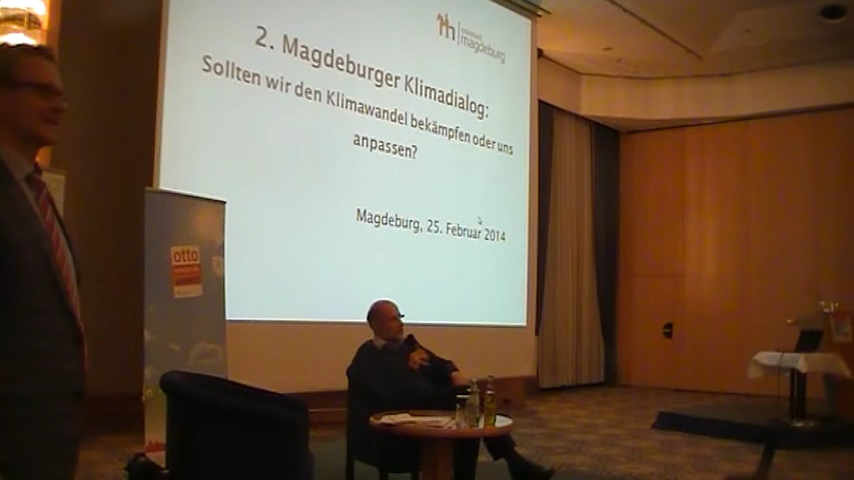 magdeburg
2. Magdeburger Klimadialog:
Sollten wir den Klimawandel bekämpfen oder uns
anpassen?
Magdeburg, 25. Februar 2014
otto